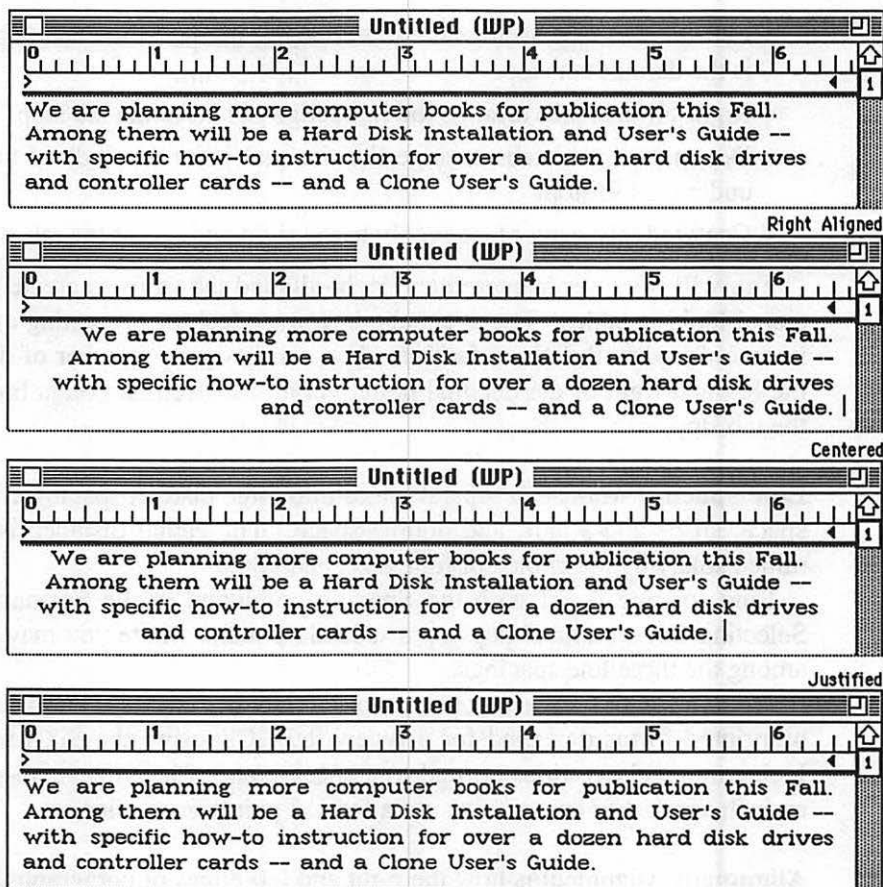 Untitled (WP)
0 1 2 3 4 5 6
1
We are planning more computer books for publication this Fall.
Among them will be a Hard Disk Installation and User's Guide --
with specific how-to instruction for over a dozen hard disk drives
and controller cards -- and a Clone User's Guide.
Right Aligned
Untitled (WP)
0 1 2 3 4 5 6
1
We are planning more computer books for publication this Fall.
Among them will be a Hard Disk Installation and User's Guide --
with specific how-to instruction for over a dozen hard disk drives
and controller cards -- and a Clone User's Guide.
Centered
Untitled (WP)
0 1 2 3 4 5 6
1
We are planning more computer books for publication this Fall.
Among them will be a Hard Disk Installation and User's Guide --
with specific how-to instruction for over a dozen hard disk drives
and controller cards -- and a Clone User's Guide.
Justified
Untitled (WP)
0 1 2 3 4 5 6
1
We are planning more computer books for publication this Fall.
Among them will be a Hard Disk Installation and User's Guide --
with specific how-to instruction for over a dozen hard disk drives
and controller cards -- and a Clone User's Guide.